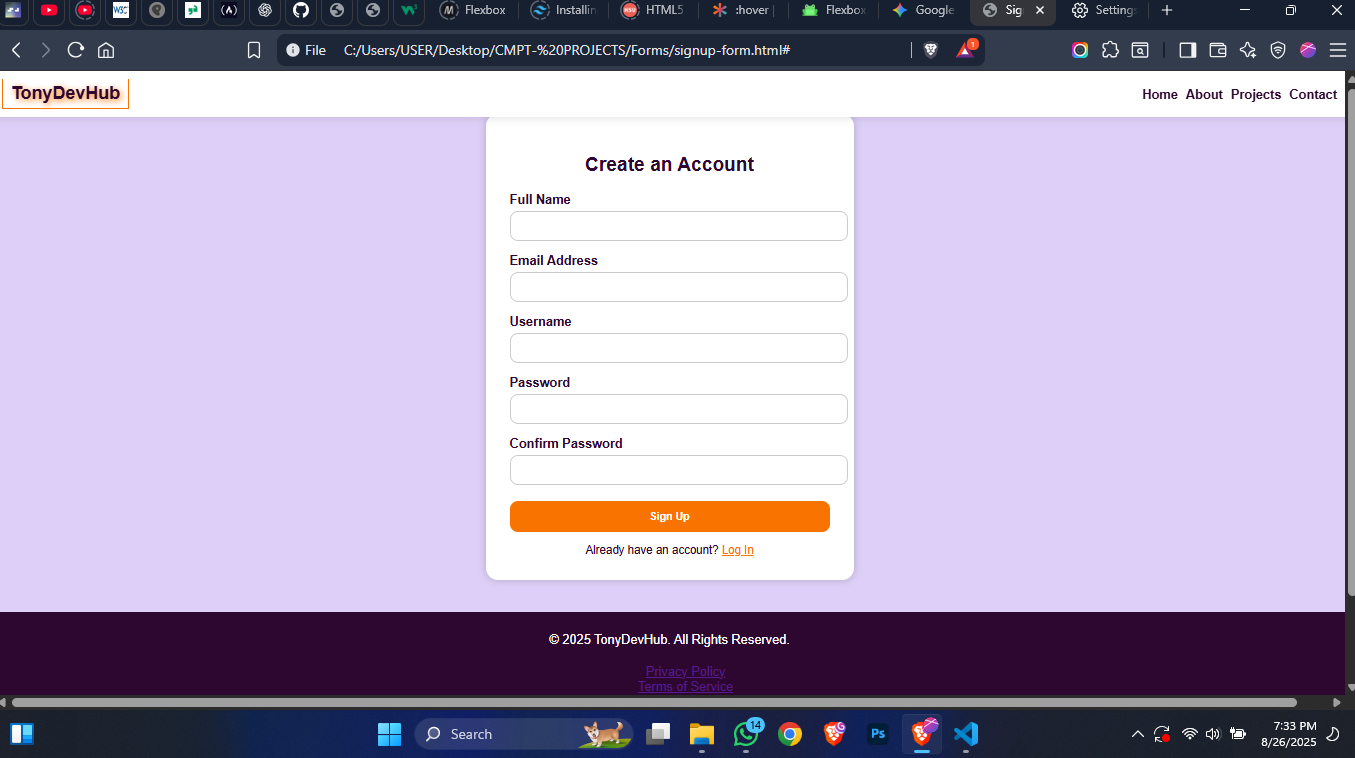 Flexbox
Installin
HTML5
:hover
Flexbox
Google
Sig
Settings
File
C:/Users/USER/Desktop/CMPT-%20PROJECTS/Forms/signup-form.html#
1
TonyDevHub
Home About Projects Contact
Create an Account
Full Name
Email Address
Username
Password
Confirm Password
Sign Up
Already have an account? Log In
© 2025 TonyDevHub. All Rights Reserved.
Privacy Policy
Terms of Service
Search
14
Ps
7:33 PM
8/26/2025